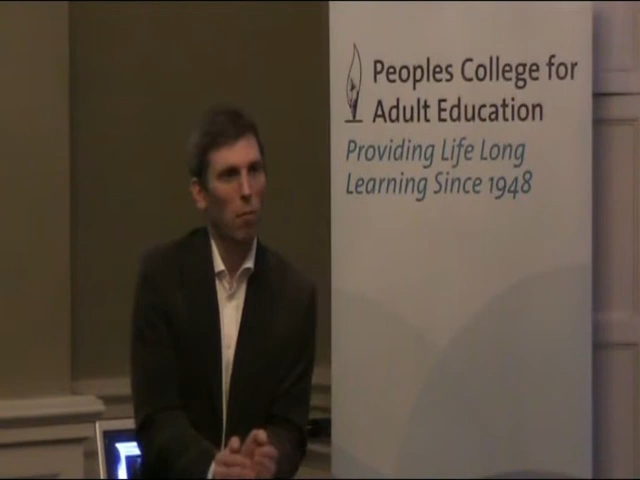 Peoples College for
Adult Education
Providing Life Long
Learning Since 1948